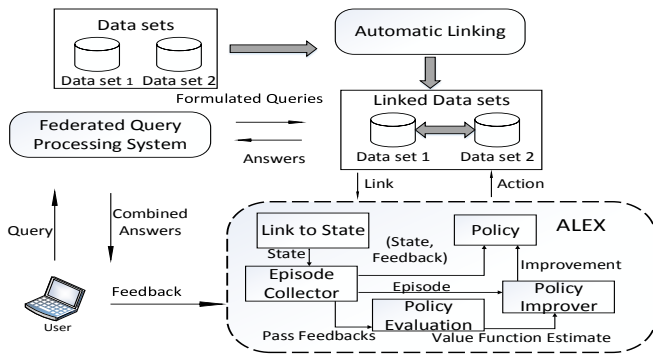 Data sets
Data set 1
Data set 2
Automatic Linking
Formulated Queries
Linked Data sets
Federated Query
Processing System
Answers
Data set 1
Data set 2
Link
Action
Query
Combined
Answers
Link to State
(State,
Feedback)
Policy
ALEX
State
Improvement
Episode
Collector
Episode
Policy
Improver
Feedback
Policy
Evaluation
User
Pass Feedbacks
Value Function Estimate